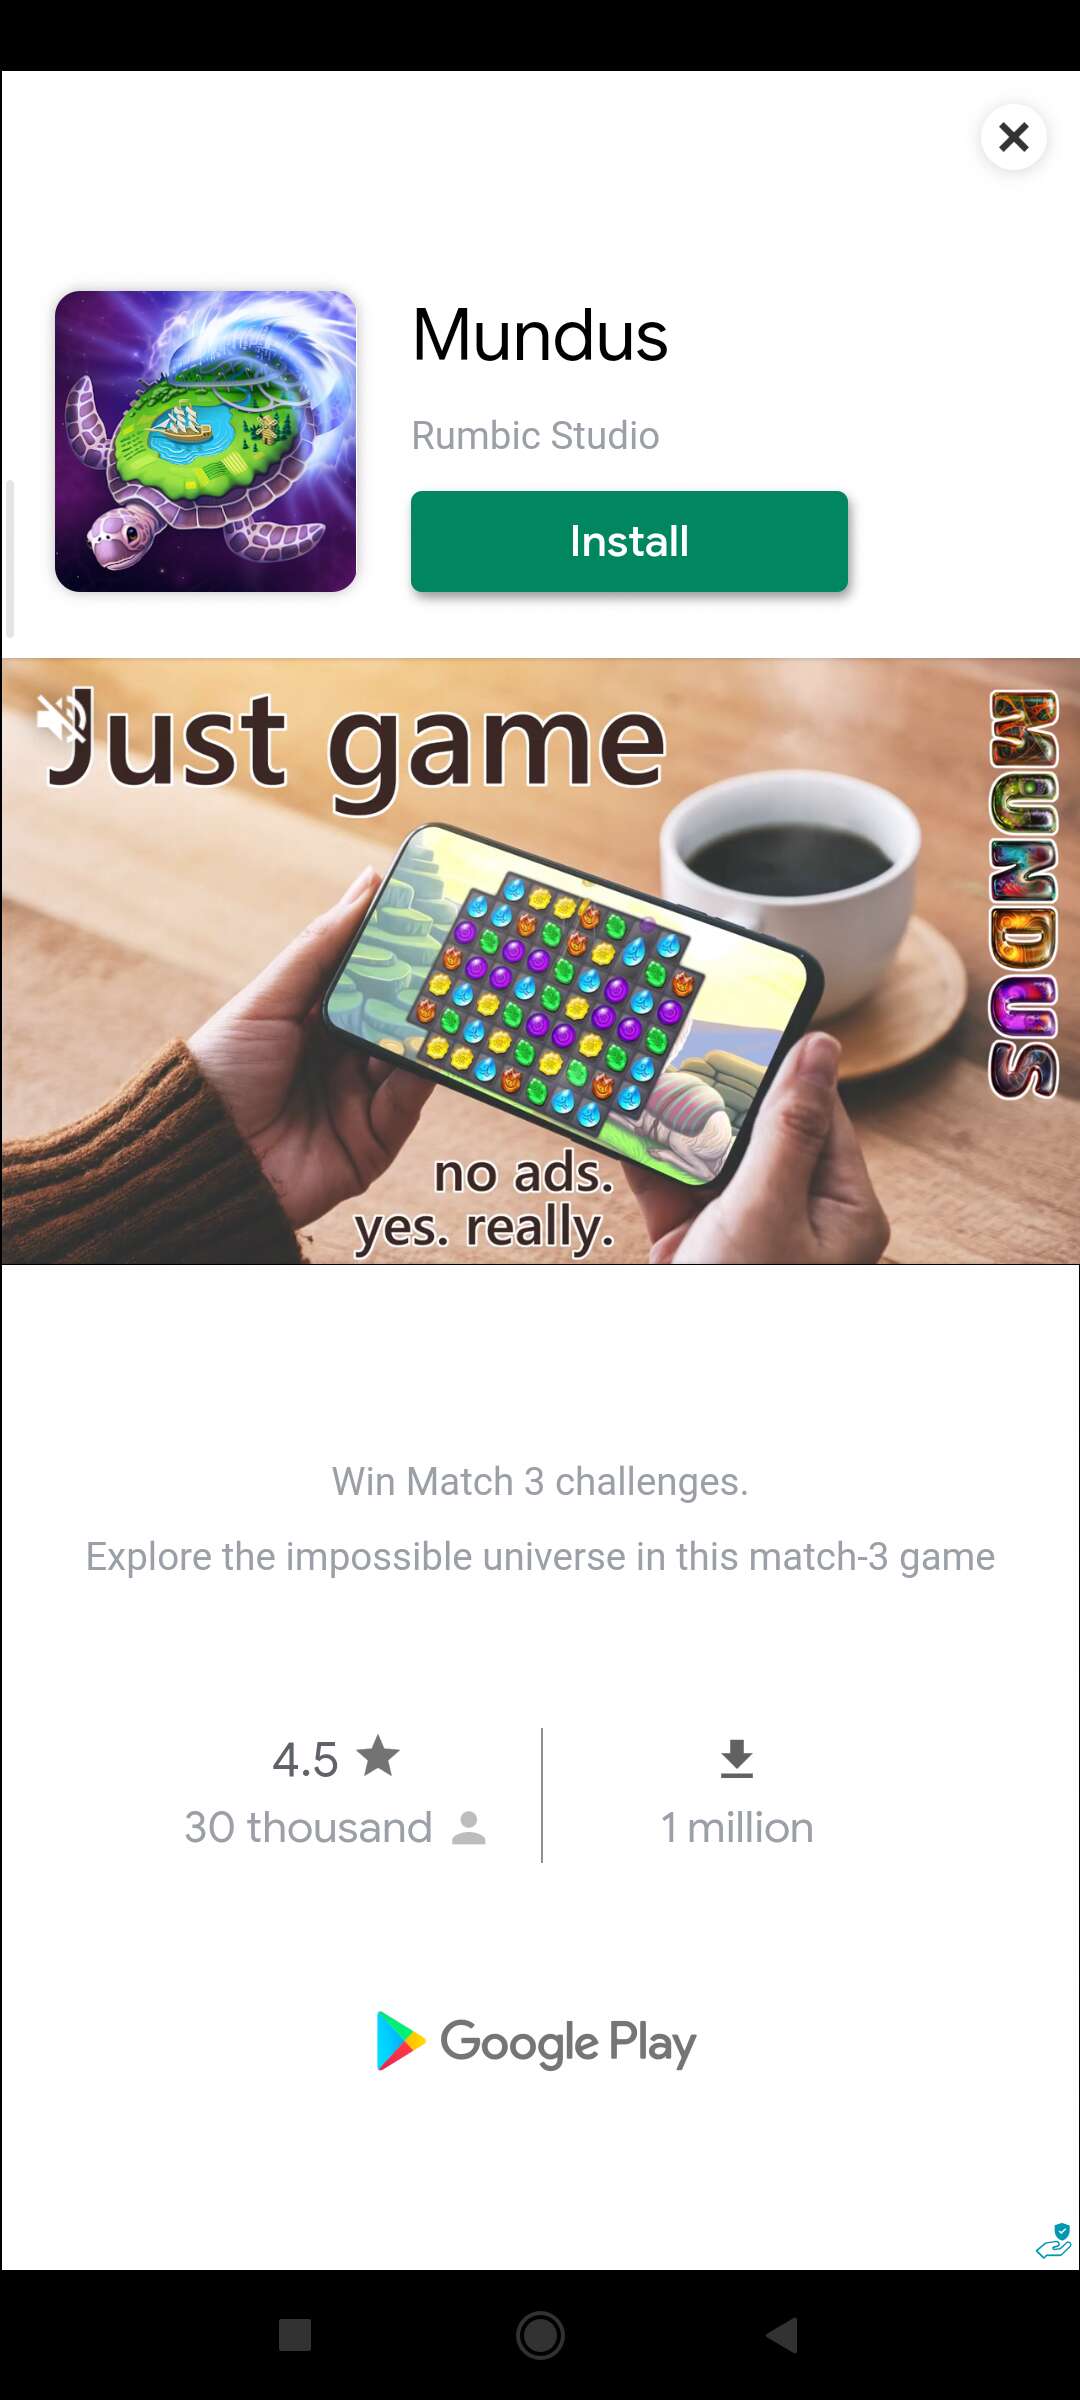 Mundus
Rumbic Studio
Install
Just game
MUNDUS
no ads.
yes. really.
Win Match 3 challenges.
Explore the impossible universe in this match-3 game
4.5
30 thousand
1 million
Google Play